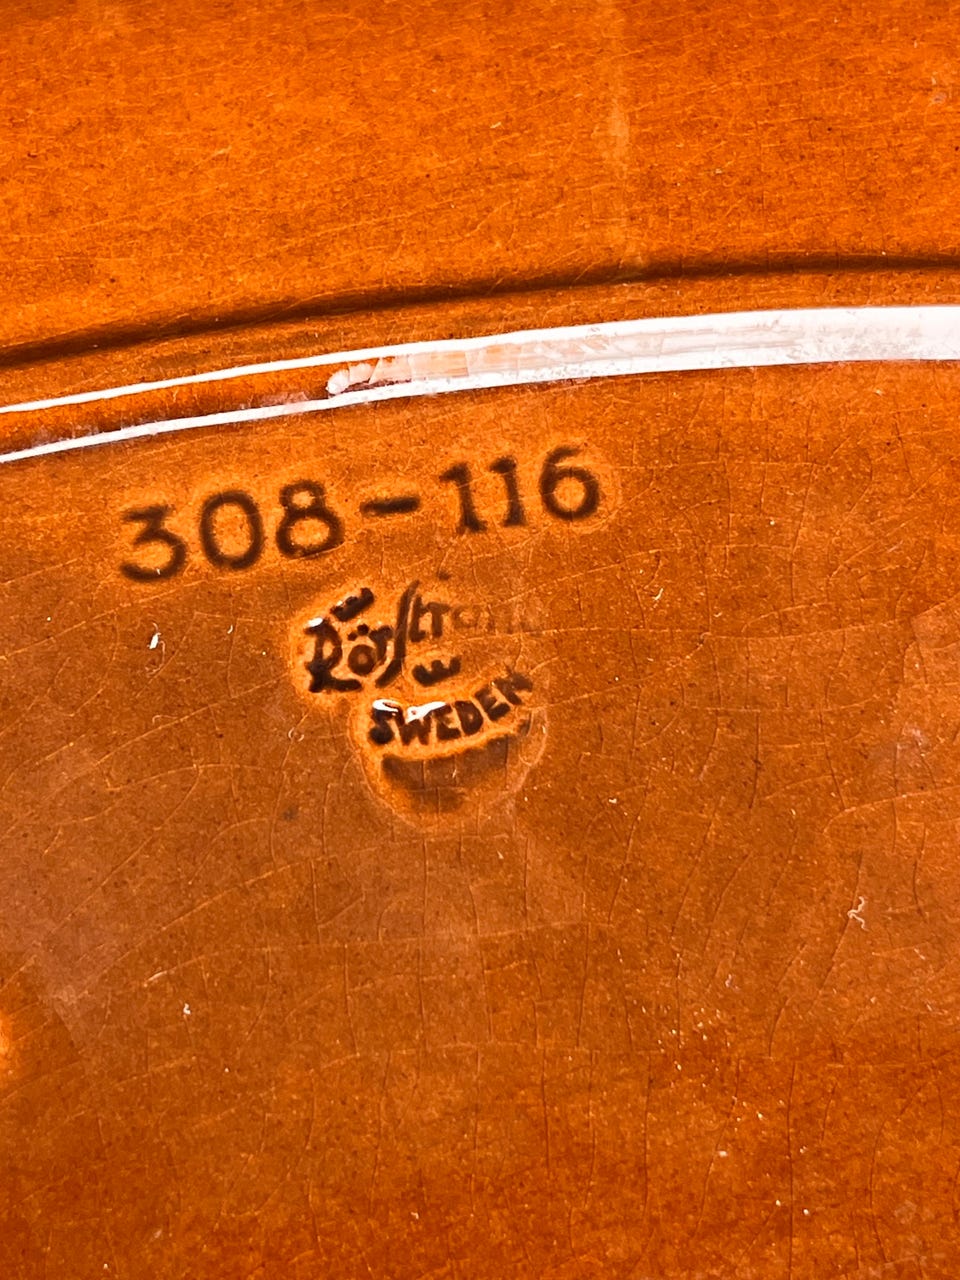 308-116
Rörstrand
SWEDEN